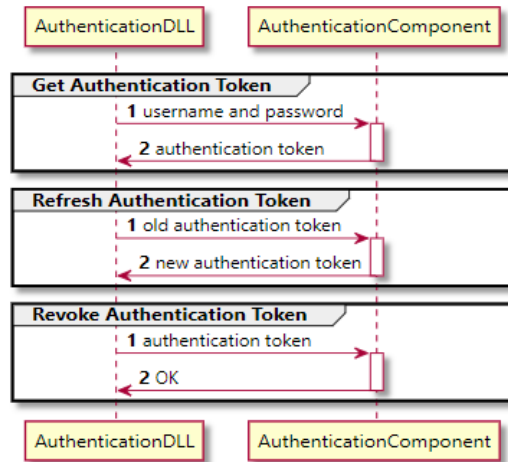 AuthenticationDLL AuthenticationComponent
Get Authentication Token
1 username and password
2 authentication token
Refresh Authentication Token
1 old authentication token
2 new authentication token
Revoke Authentication Token
1 authentication token
2 OK
AuthenticationDLL AuthenticationComponent